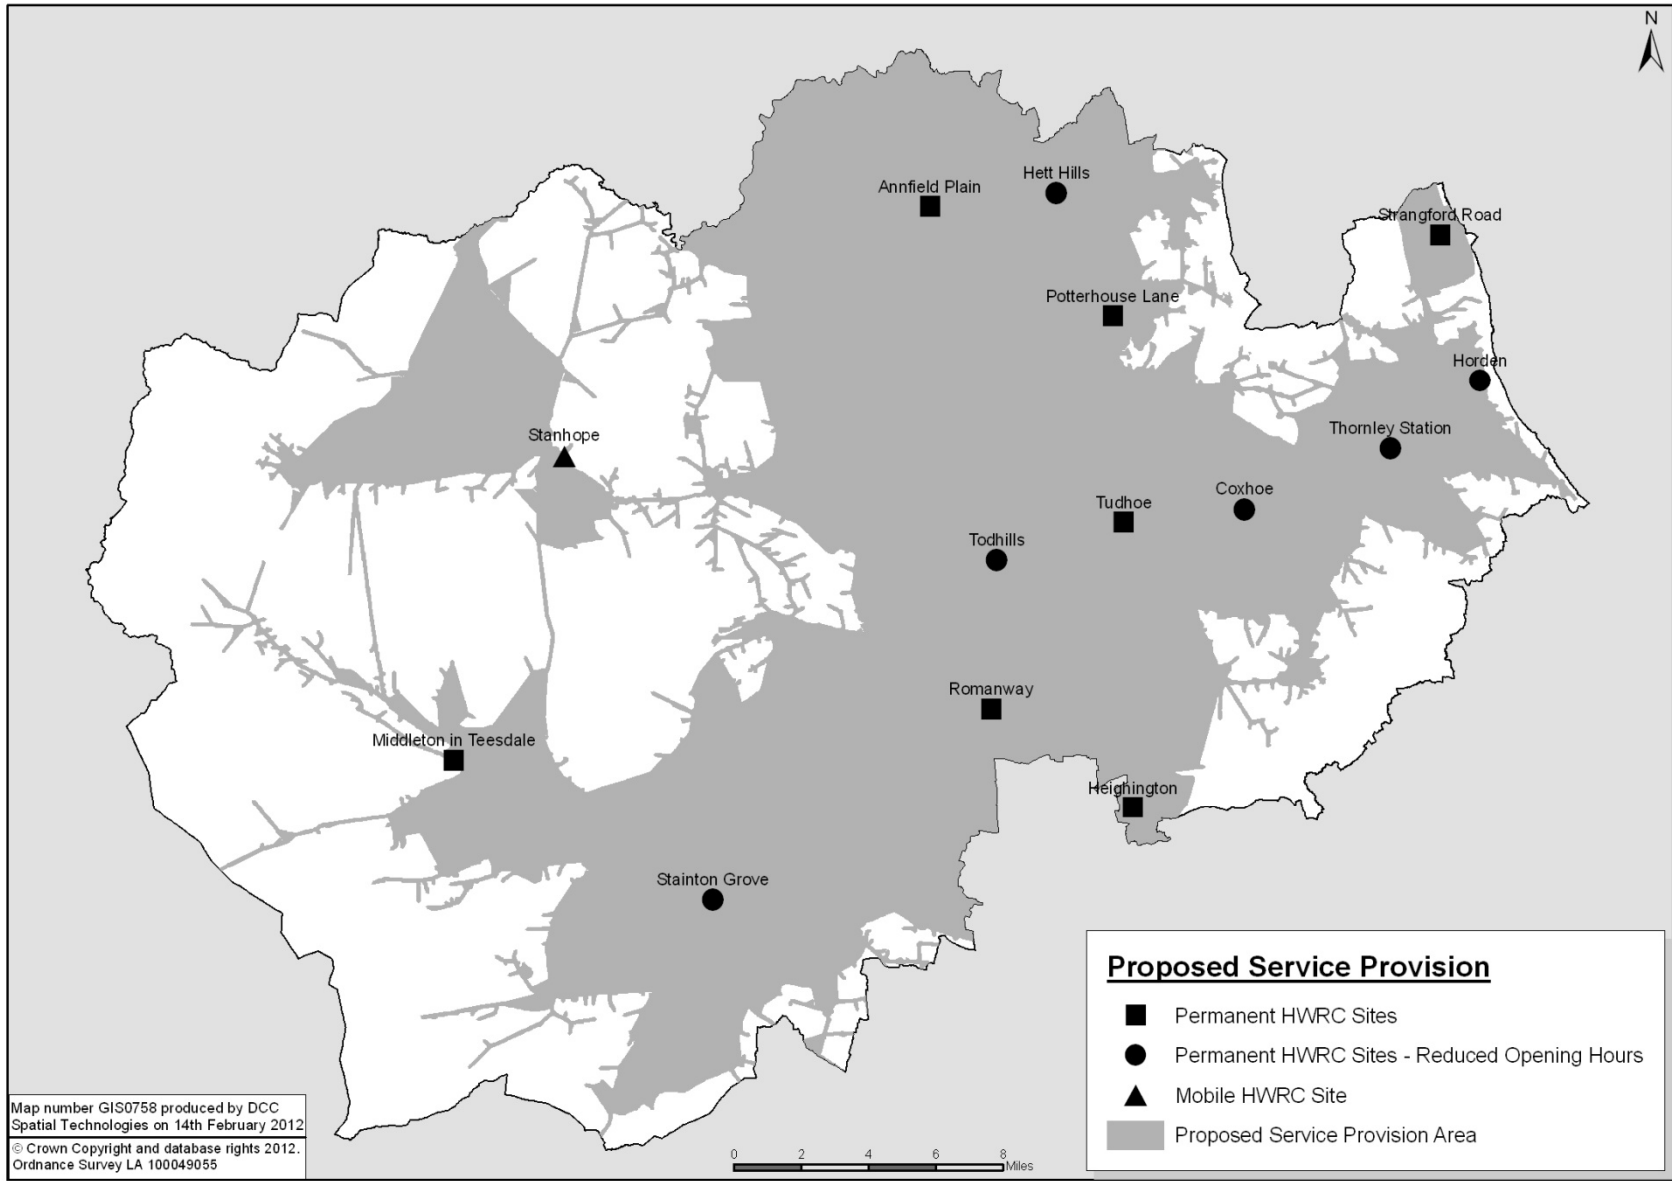 N
Hett Hills
Annfield Plain
Strangford Road
Potterhouse Lane
Horden
Thornley Station
Stanhope
Coxhoe
Tudhoe
Todhills
Romanway
Middleton in Teesdale
Heighington
Stainton Grove
Proposed Service Provision
Permanent HWRC Sites
Permanent HWRC Sites - Reduced Opening Hours
Mobile HWRC Site
Proposed Service Provision Area
Map number GIS0758 produced by DCC
Spatial Technologies on 14th February 2012
© Crown Copyright and database rights 2012.
Ordnance Survey LA 100049055
0 2 4 6 8
Miles